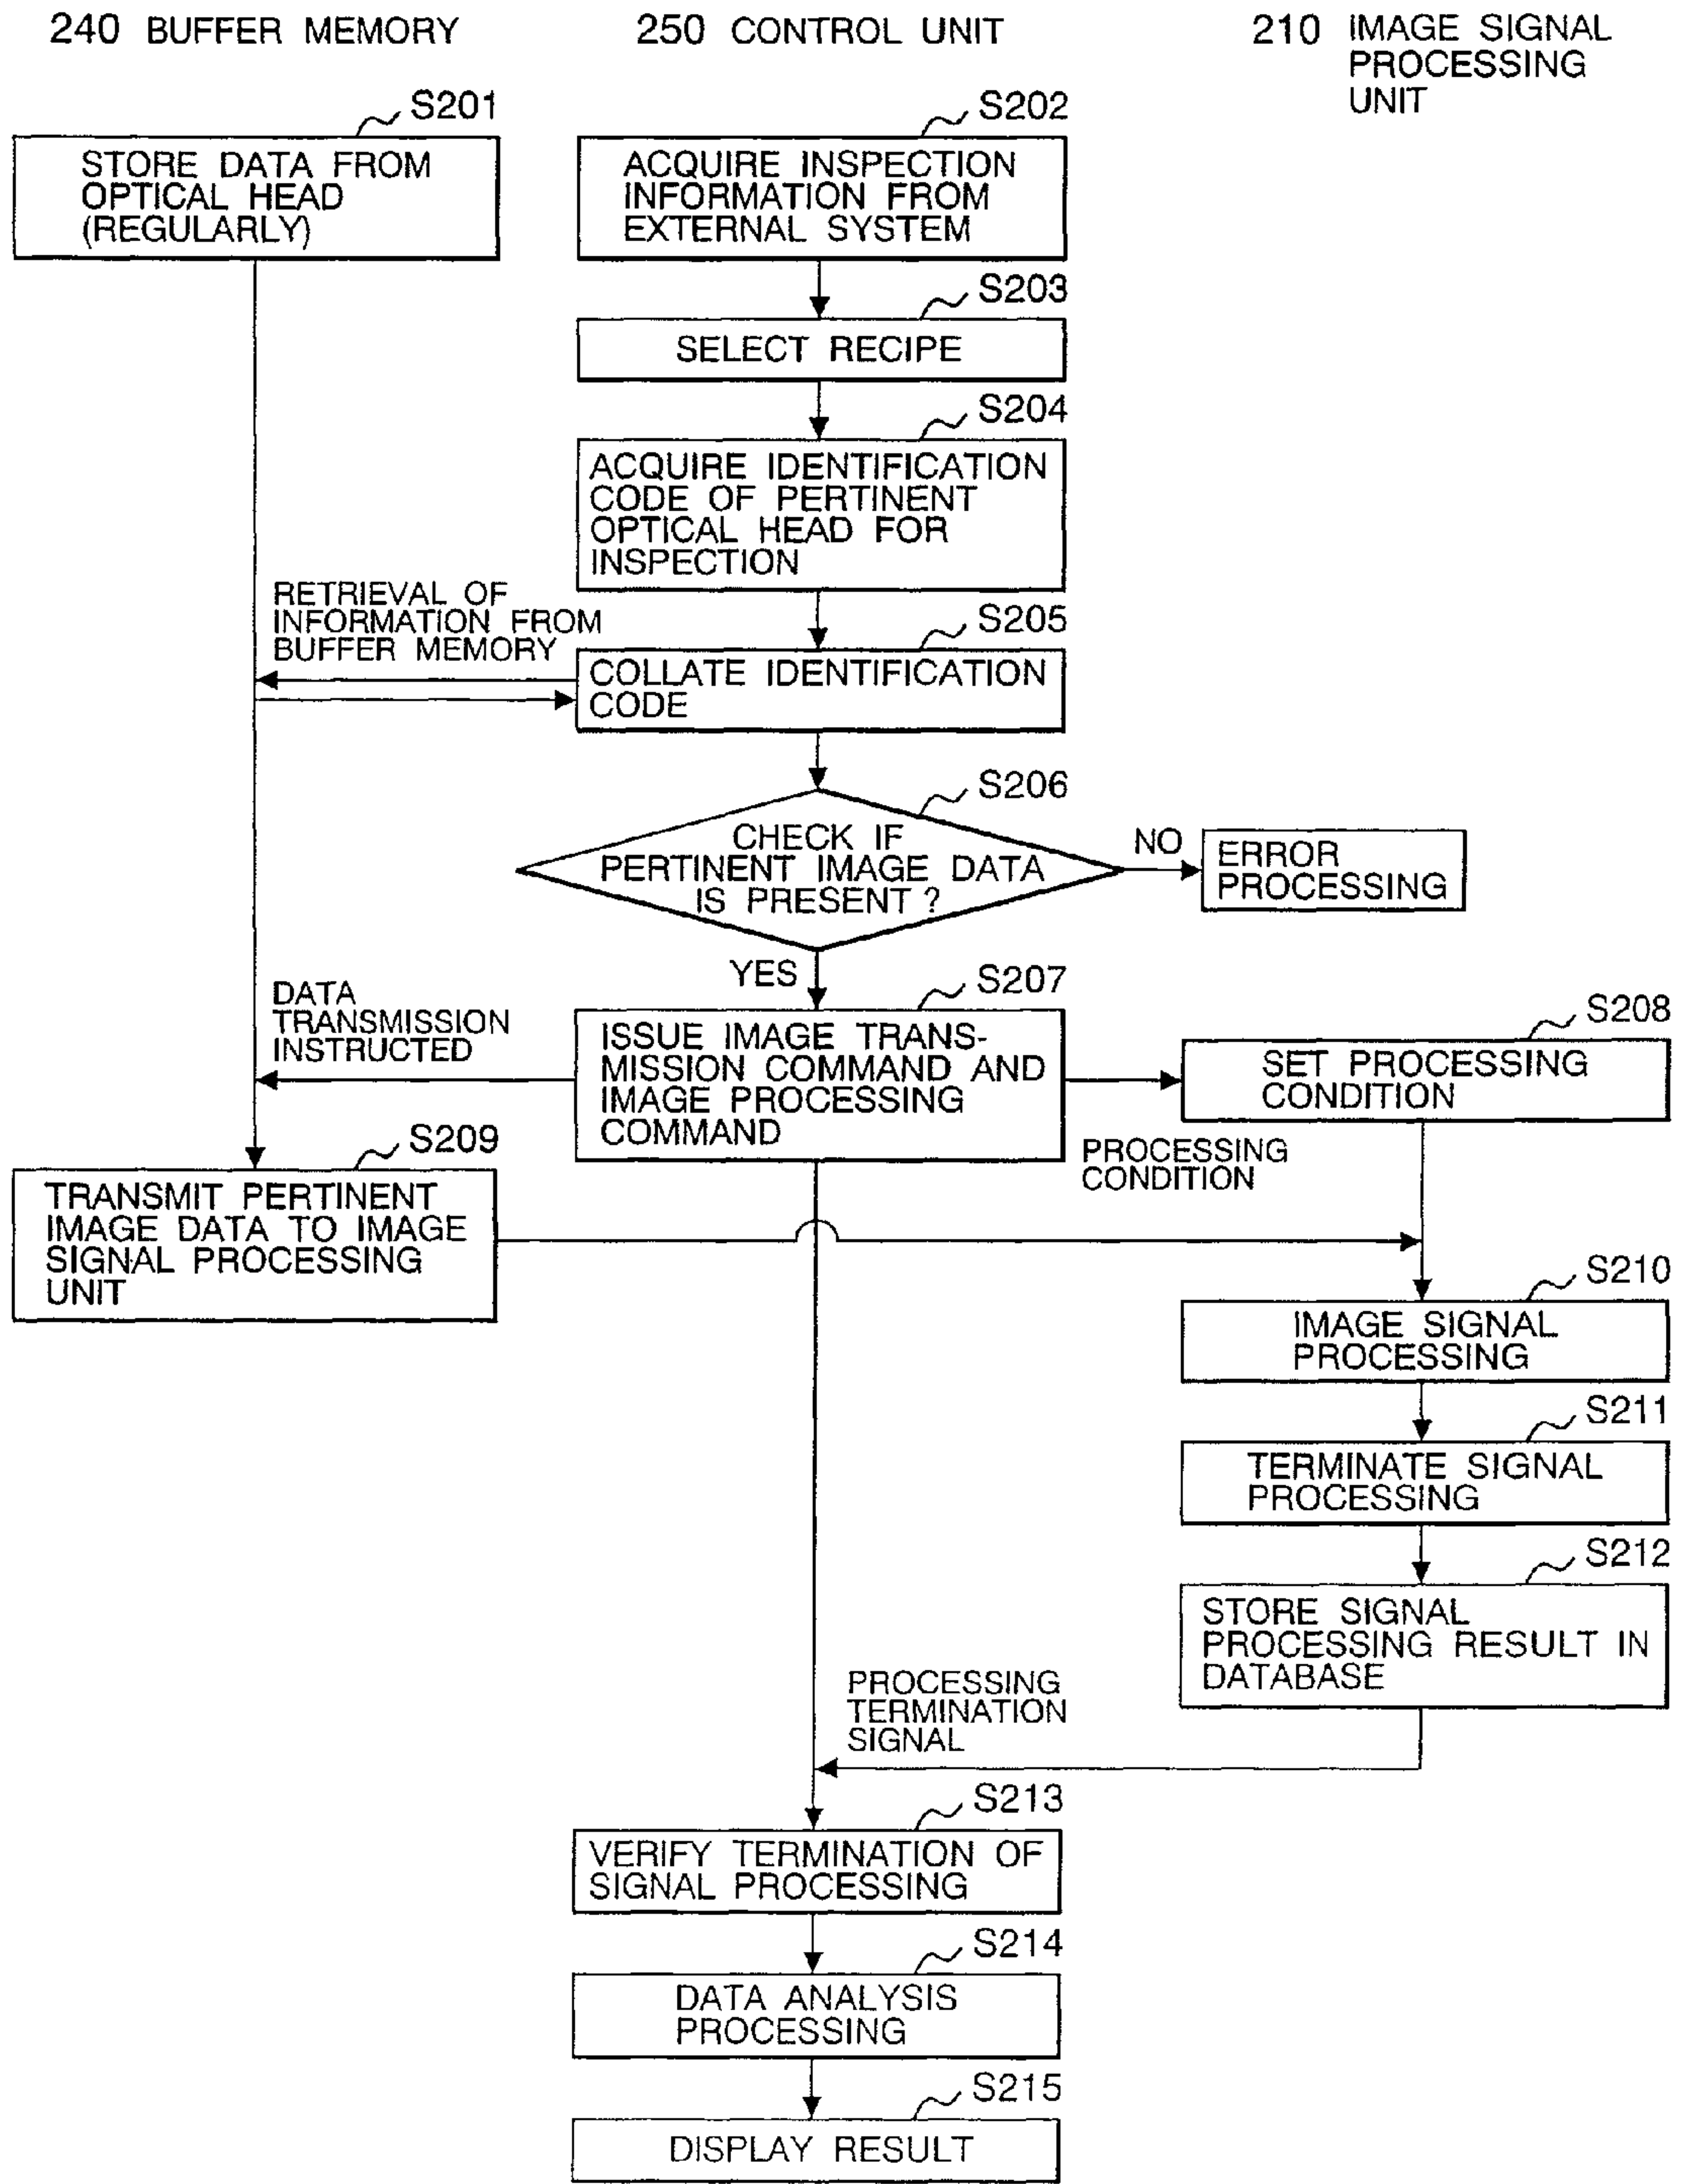 240 BUFFER MEMORY
250 CONTROL UNIT
210 IMAGE SIGNAL
PROCESSING
UNIT
S201
STORE DATA FROM
OPTICAL HEAD
(REGULARLY)
S202
ACQUIRE INSPECTION
INFORMATION FROM
EXTERNAL SYSTEM
S203
SELECT RECIPE
S204
ACQUIRE IDENTIFICATION
CODE OF PERTINENT
OPTICAL HEAD FOR
INSPECTION
RETRIEVAL OF
INFORMATION FROM
BUFFER MEMORY
S205
COLLATE IDENTIFICATION
CODE
S206
CHECK IF
PERTINENT IMAGE DATA
IS PRESENT ?
NO
ERROR
PROCESSING
YES
S207
DATA
TRANSMISSION
INSTRUCTED
ISSUE IMAGE TRANS-
MISSION COMMAND AND
IMAGE PROCESSING
COMMAND
S208
SET PROCESSING
CONDITION
PROCESSING
CONDITION
S209
TRANSMIT PERTINENT
IMAGE DATA TO IMAGE
SIGNAL PROCESSING
UNIT
S210
IMAGE SIGNAL
PROCESSING
S211
TERMINATE SIGNAL
PROCESSING
S212
STORE SIGNAL
PROCESSING RESULT IN
DATABASE
PROCESSING
TERMINATION
SIGNAL
S213
VERIFY TERMINATION OF
SIGNAL PROCESSING
S214
DATA ANALYSIS
PROCESSING
S215
DISPLAY RESULT